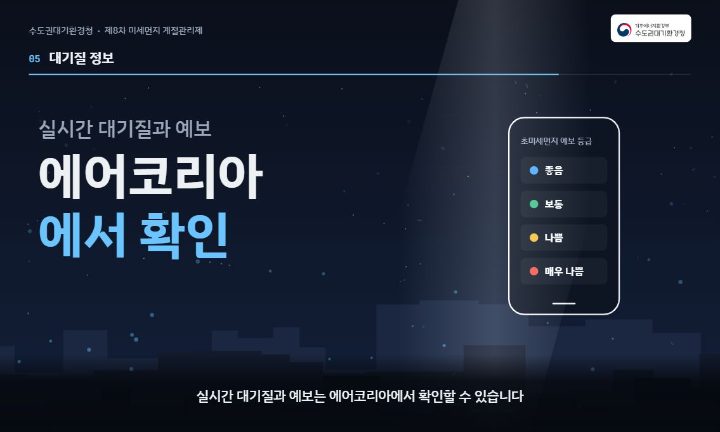 수도권대기환경청 · 제8차 미세먼지 계절관리제
수도권대기환경청
05 대기질 정보
실시간 대기질과 예보
에어코리아
에서 확인
초미세먼지 예보 등급
좋음
보통
나쁨
매우 나쁨
실시간 대기질과 예보는 에어코리아에서 확인할 수 있습니다